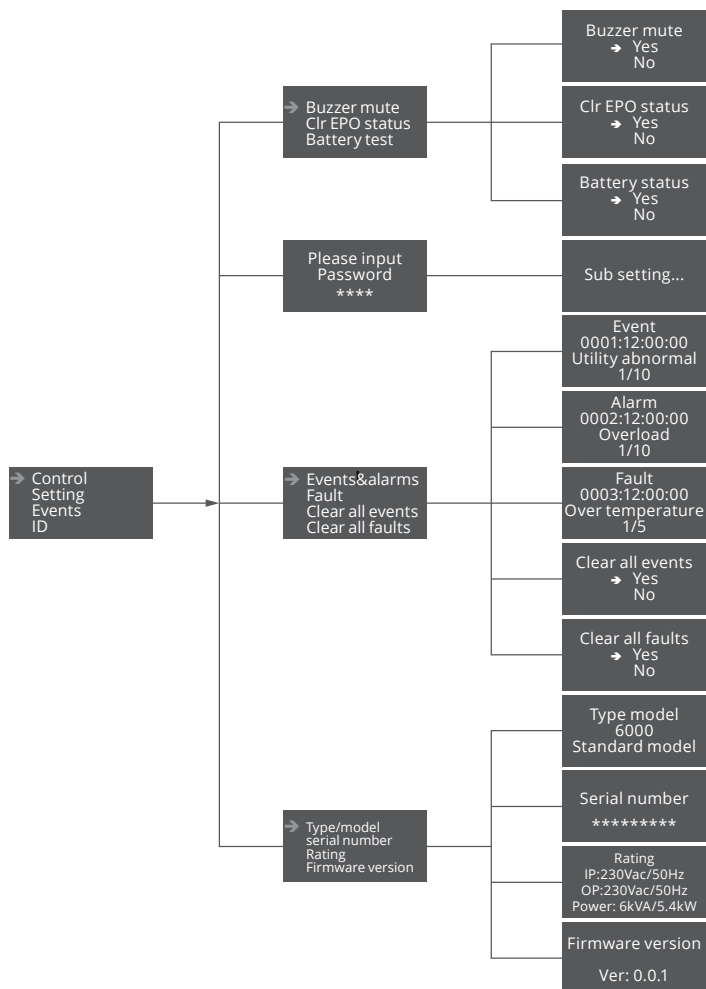 Control
Setting
Events
ID
Buzzer mute
Clr EPO status
Battery test
Please input
Password
****
Events&alarms
Fault
Clear all events
Clear all faults
Type/model
serial number
Rating
Firmware version
Buzzer mute
Yes
No
Clr EPO status
Yes
No
Battery status
Yes
No
Sub setting...
Event
0001:12:00:00
Utility abnormal
1/10
Alarm
0002:12:00:00
Overload
1/10
Fault
0003:12:00:00
Over temperature
1/5
Clear all events
Yes
No
Clear all faults
Yes
No
Type model
6000
Standard model
Serial number
*********
Rating
IP:230Vac/50Hz
OP:230Vac/50Hz
Power: 6kVA/5.4kW
Firmware version
Ver: 0.0.1